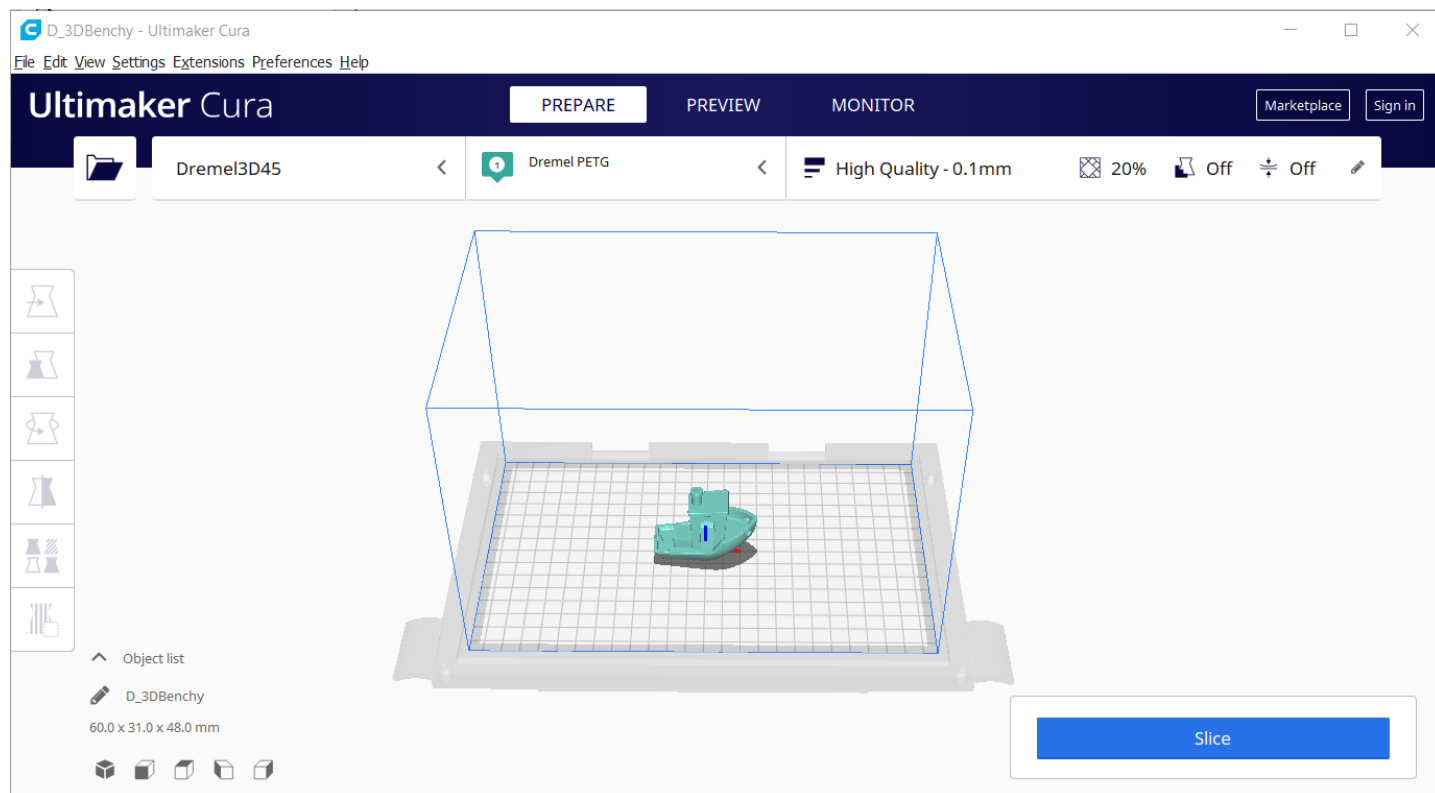 D_3DBenchy - Ultimaker Cura
File Edit View Settings Extensions Preferences Help
Ultimaker Cura
PREPARE
PREVIEW
MONITOR
Marketplace
Sign in
Dremel3D45
1
Dremel PETG
High Quality - 0.1mm
20%
Off
Off
Object list
D_3DBenchy
60.0 x 31.0 x 48.0 mm
Slice